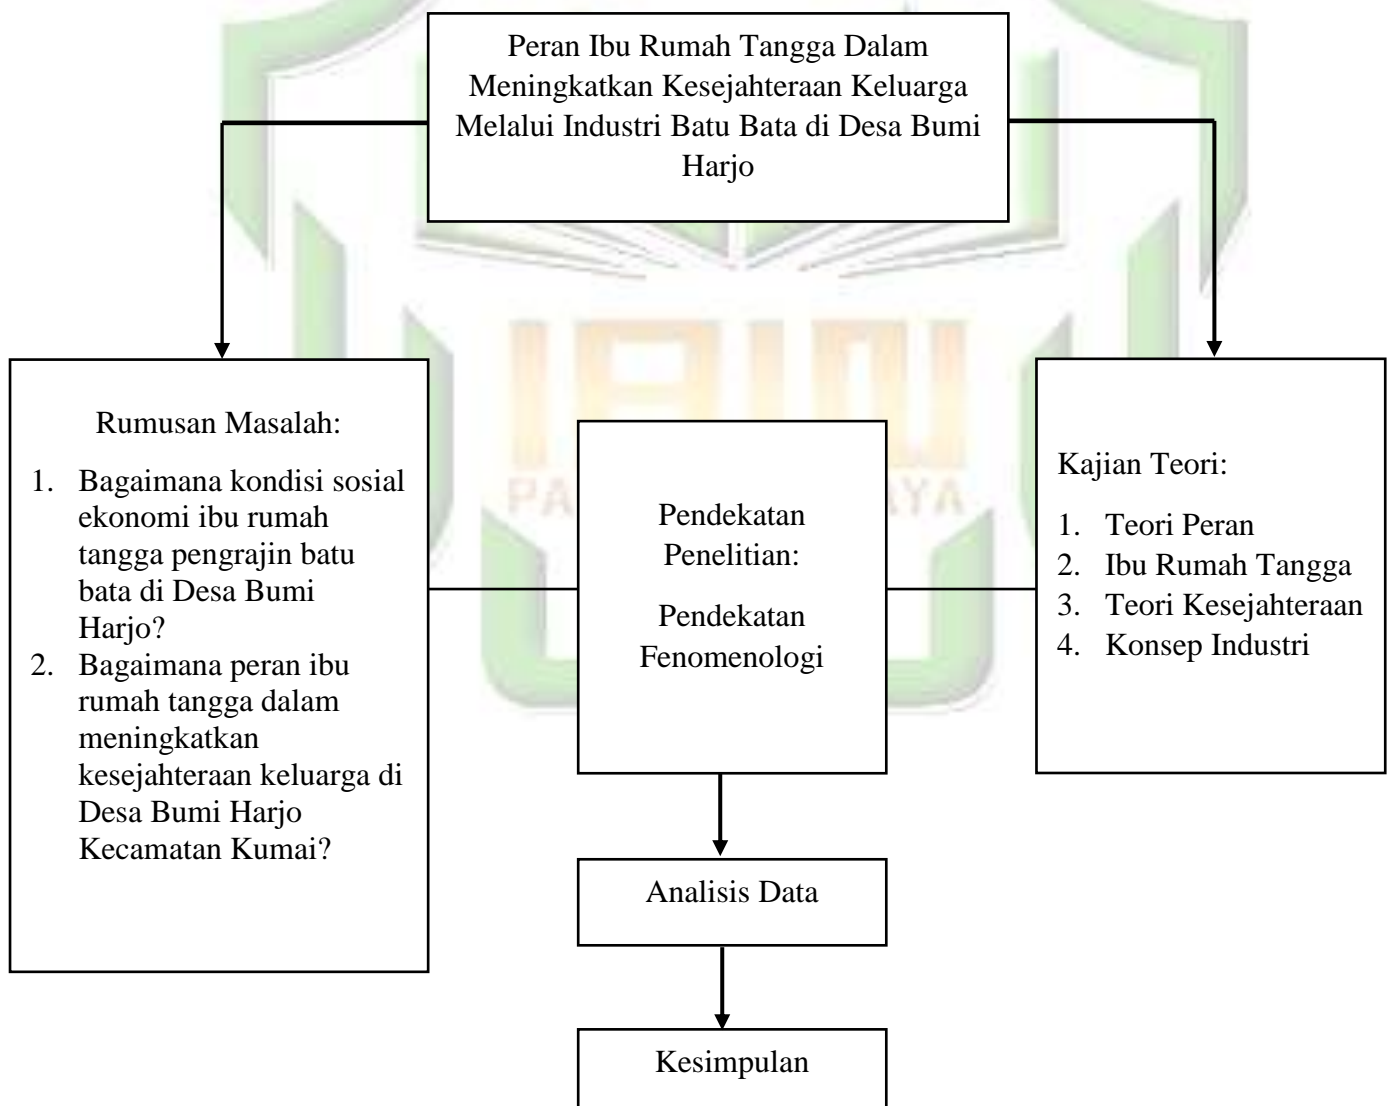 Peran Ibu Rumah Tangga Dalam
Meningkatkan Kesejahteraan Keluarga
Melalui Industri Batu Bata di Desa Bumi
Harjo
Rumusan Masalah:
1. Bagaimana kondisi sosial
ekonomi ibu rumah
tangga pengrajin batu
bata di Desa Bumi
Harjo?
2. Bagaimana peran ibu
rumah tangga dalam
meningkatkan
kesejahteraan keluarga di
Desa Bumi Harjo
Kecamatan Kumai?
Pendekatan
Penelitian:
Pendekatan
Fenomenologi
Kajian Teori:
1. Teori Peran
2. Ibu Rumah Tangga
3. Teori Kesejahteraan
4. Konsep Industri
Analisis Data
Kesimpulan
IAIN